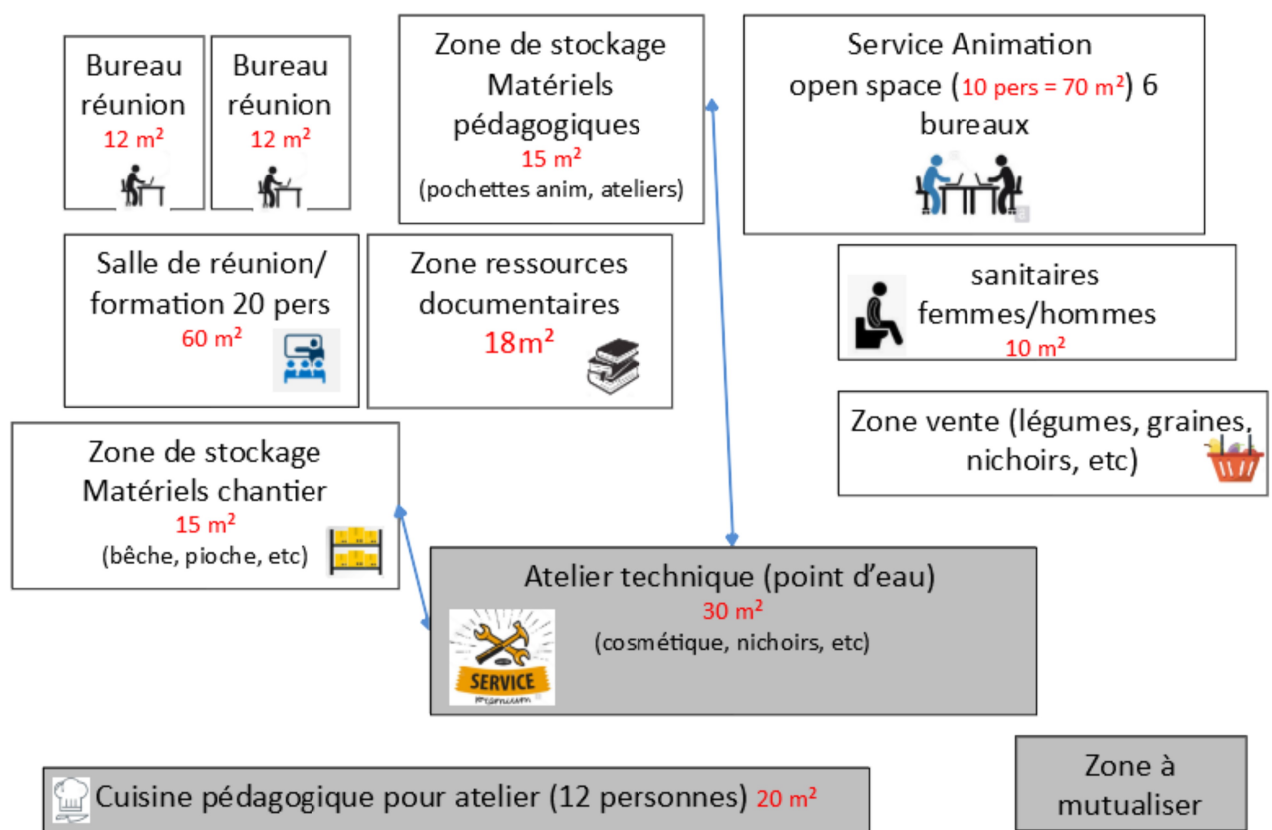 Bureau
réunion
12 m²
Bureau
réunion
12 m²
Zone de stockage
Matériels
pédagogiques
15 m²
(pochettes anim, ateliers)
Service Animation
open space (10 pers = 70 m²) 6
bureaux
Salle de réunion/
formation 20 pers
60 m²
Zone ressources
documentaires
18m²
sanitaires
femmes/hommes
10 m²
Zone vente (légumes, graines,
nichoirs, etc)
Zone de stockage
Matériels chantier
15 m²
(bêche, pioche, etc)
Atelier technique (point d’eau)
30 m²
(cosmétique, nichoirs, etc)
SERVICE
Cuisine pédagogique pour atelier (12 personnes) 20 m²
Zone à
mutualiser